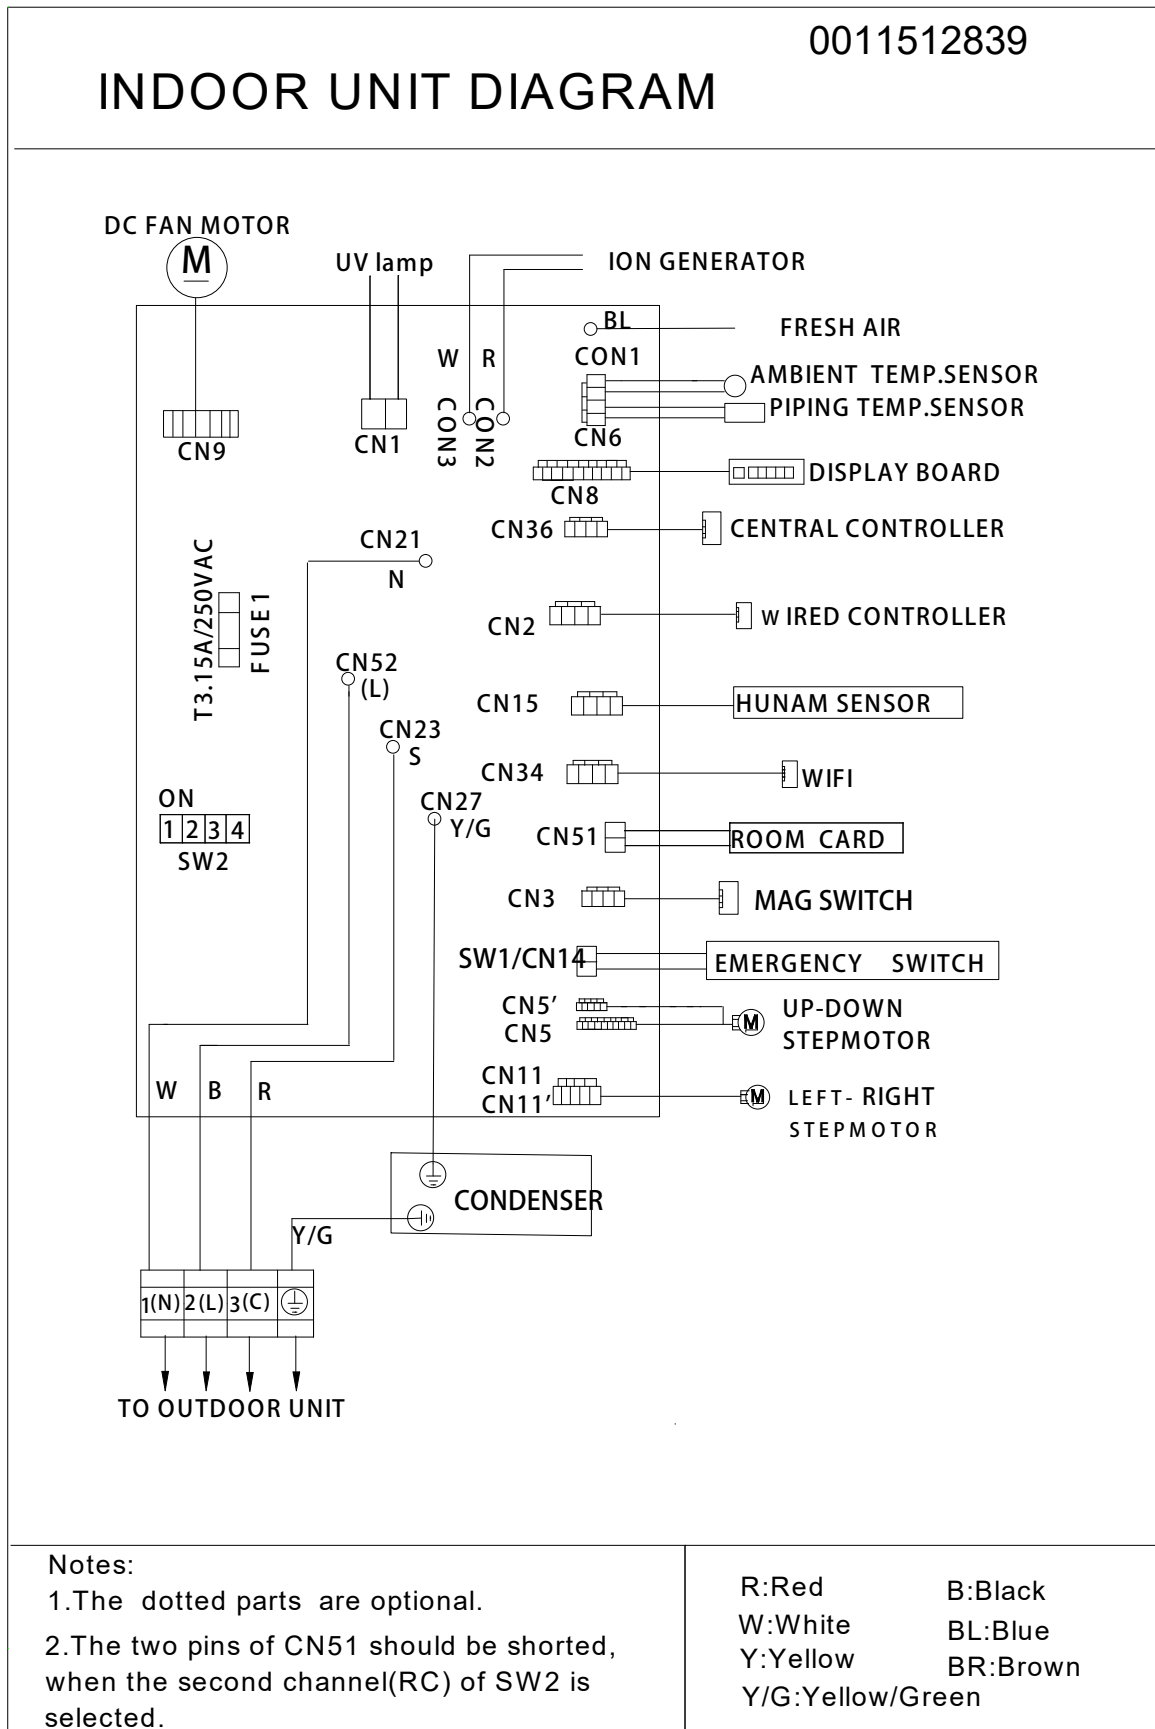 0011512839
INDOOR UNIT DIAGRAM
DC FAN MOTOR
M
UV lamp
ION GENERATOR
BL
FRESH AIR
W R
CON1
AMBIENT TEMP.SENSOR
PIPING TEMP.SENSOR
CON3
CON2
CN9
CN1
CN6
DISPLAY BOARD
CN8
CN36
CENTRAL CONTROLLER
CN21
N
T3.15A/250VAC
FUSE1
CN2
W IRED CONTROLLER
CN52
(L)
CN15
HUNAM SENSOR
CN23
S
CN34
WIFI
ON
1 2 3 4
SW2
CN27
Y/G
CN51
ROOM CARD
CN3
MAG SWITCH
SW1/CN14
EMERGENCY SWITCH
CN5’
CN5
M
UP-DOWN
STEPMOTOR
W B R
CN11
CN11’
M
LEFT- RIGHT
STEPMOTOR
CONDENSER
Y/G
1(N) 2(L) 3(C)
TO OUTDOOR UNIT
Notes:
1.The dotted parts are optional.
2.The two pins of CN51 should be shorted,
when the second channel(RC) of SW2 is
selected.
R:Red B:Black
W:White BL:Blue
Y:Yellow BR:Brown
Y/G:Yellow/Green